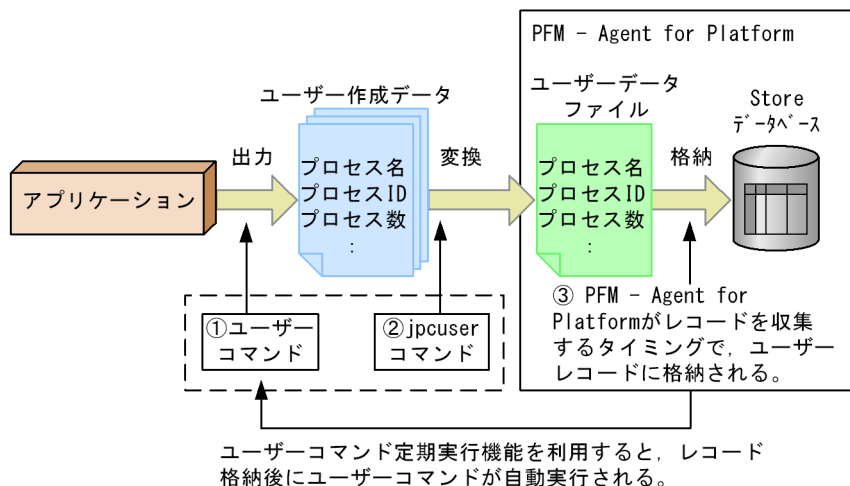 PFM - Agent for Platform
ユーザー作成データ
ユーザーデータ
ファイル
Store
ﾃﾞｰﾀﾍﾞｰｽ
アプリケーション
出力
プロセス名
プロセスID
プロセス数
:
変換
プロセス名
プロセスID
プロセス数
:
格納
①ユーザー
コマンド
②jpcuser
コマンド
③ PFM - Agent for
Platformがレコードを収集
するタイミングで，ユーザー
レコードに格納される。
ユーザーコマンド定期実行機能を利用すると，レコード
格納後にユーザーコマンドが自動実行される。